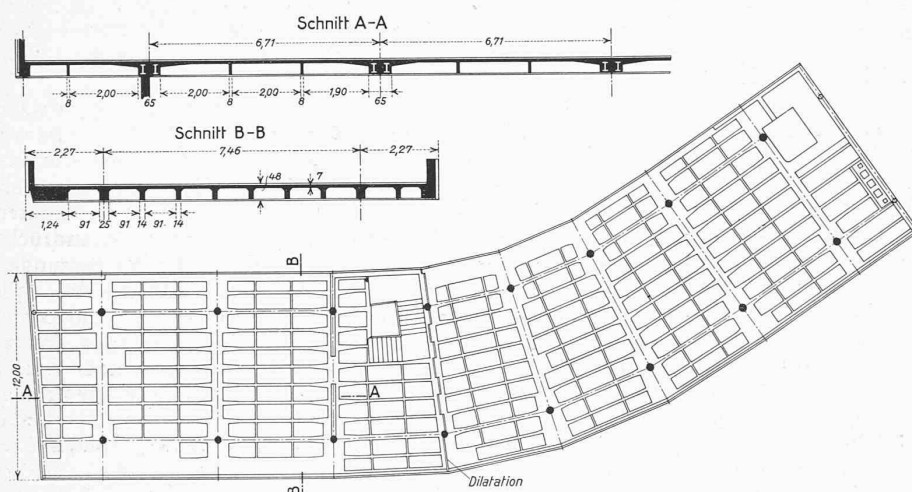 Schnitt A-A
6,71 6,71
8 2,00 65 2,00 8 2,00 8 1,90 65
Schnitt B-B
2,27 7,46 2,27
48 7
1,24 91 25 91 14 91 14
B
12,00
A A
B
Dilatation